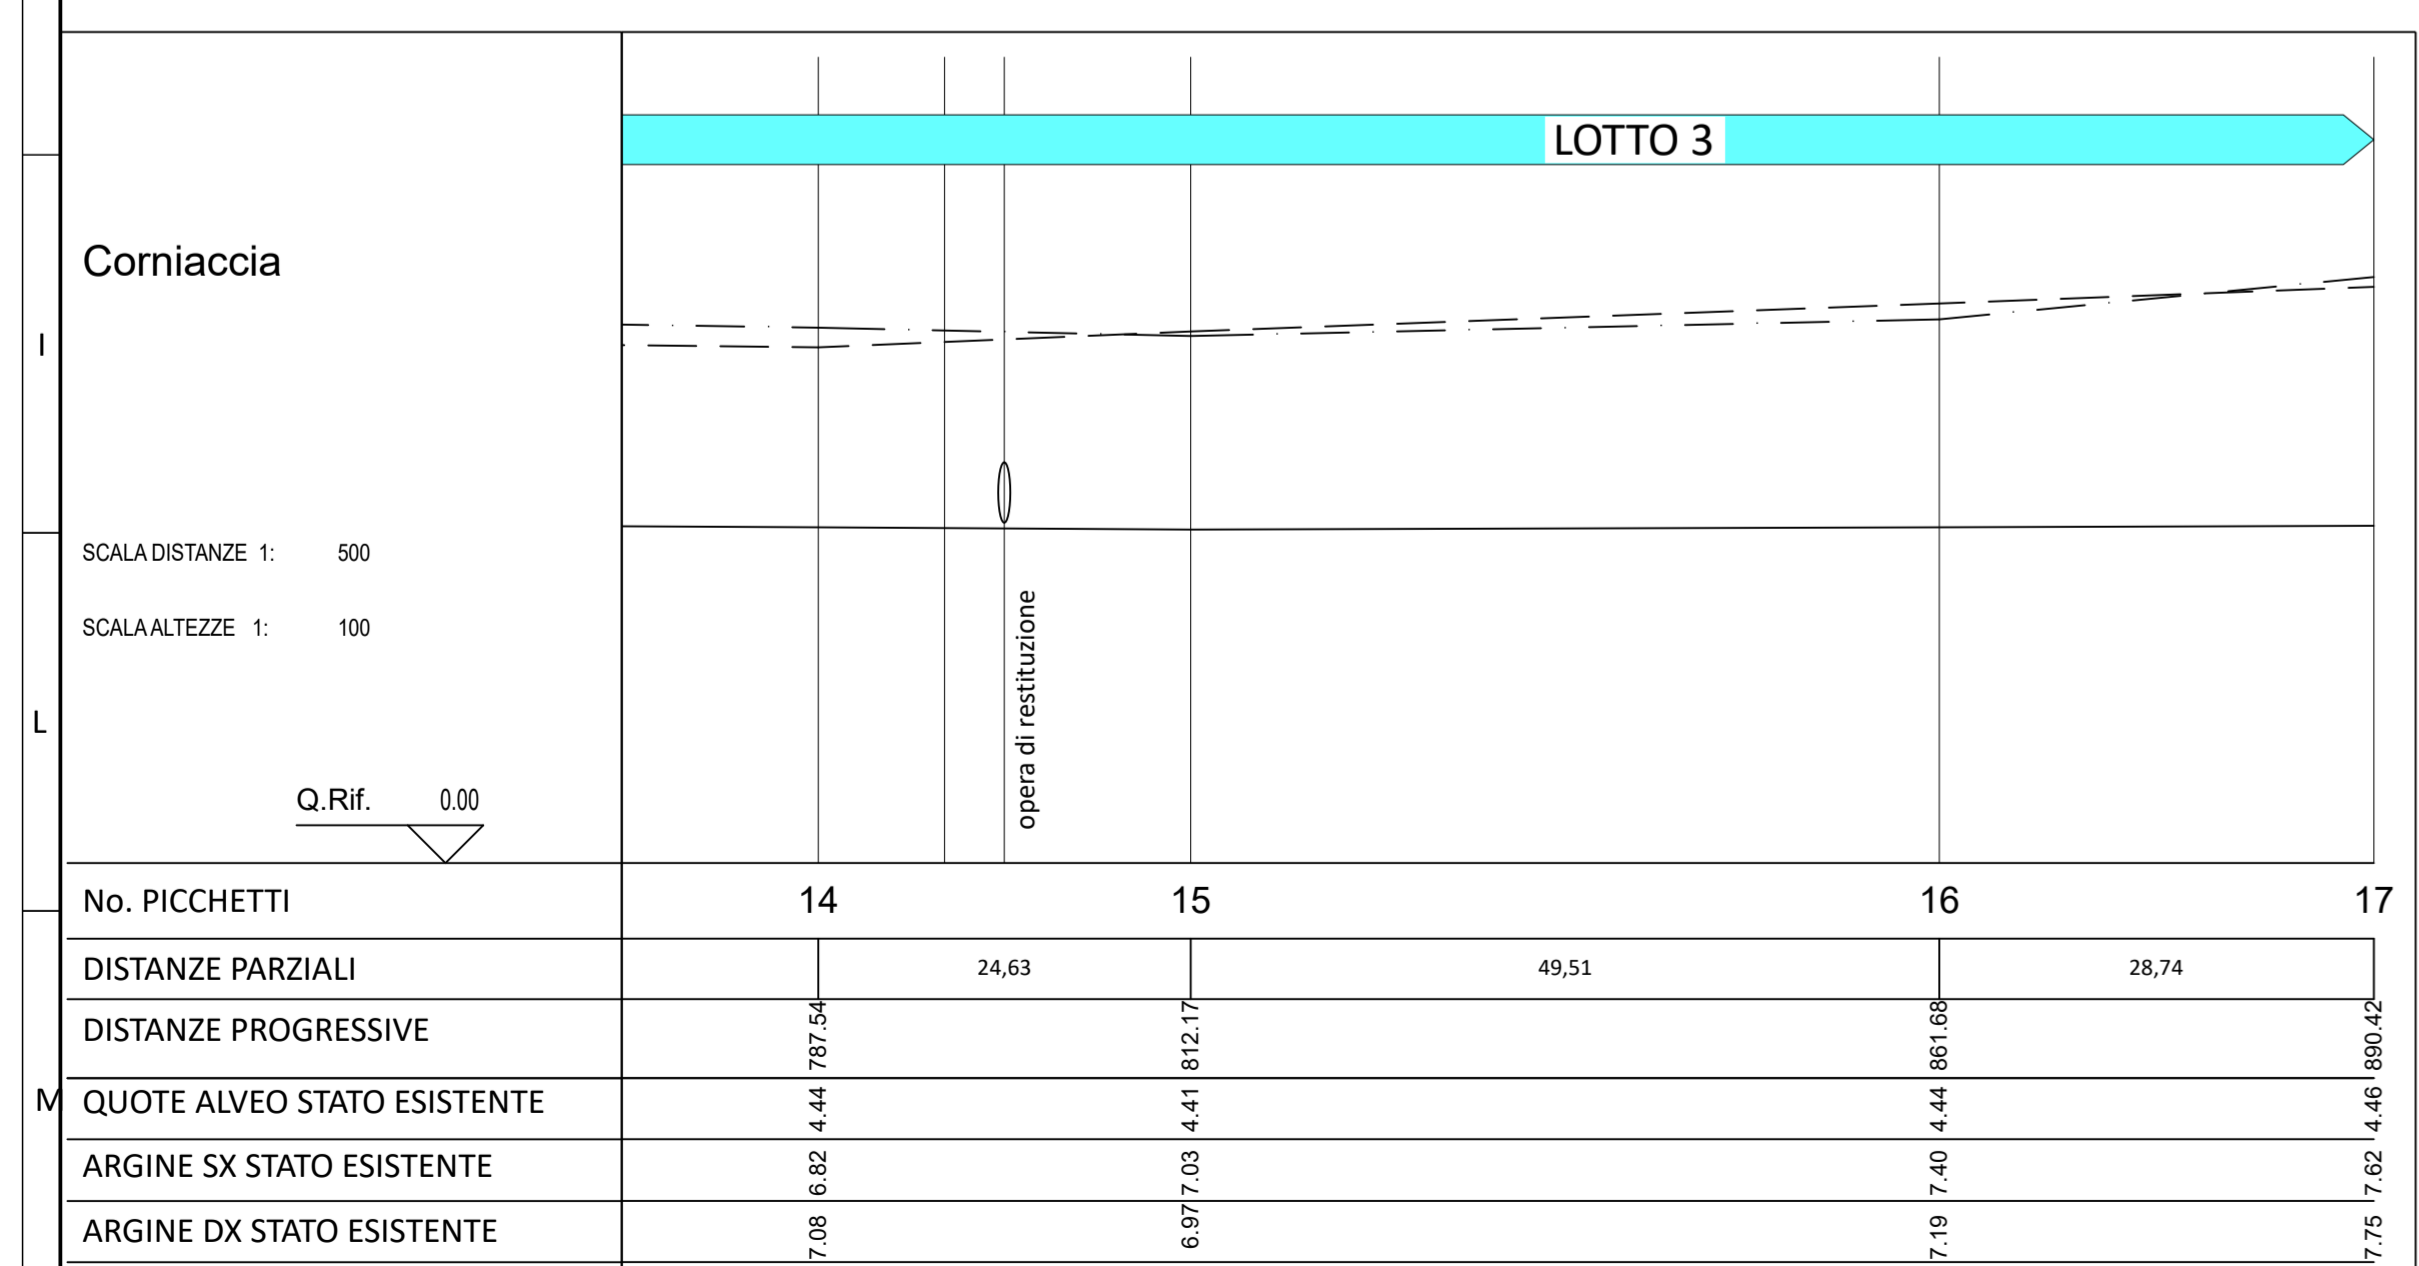 LOTTO 3
Corniaccia
I
SCALA DISTANZE 1: 500
SCALA ALTEZZE 1: 100
L
opera di restituzione
Q.Rif. 0.00
No. PICCHETTI 14 15 16 17
DISTANZE PARZIALI 24,63 49,51 28,74
DISTANZE PROGRESSIVE 787.54 812.17 861.68 890.42
M
QUOTE ALVEO STATO ESISTENTE 4.44 4.41 4.44 4.46
ARGINE SX STATO ESISTENTE 6.82 7.03 7.40 7.62
ARGINE DX STATO ESISTENTE 7.08 6.97 7.19 7.75